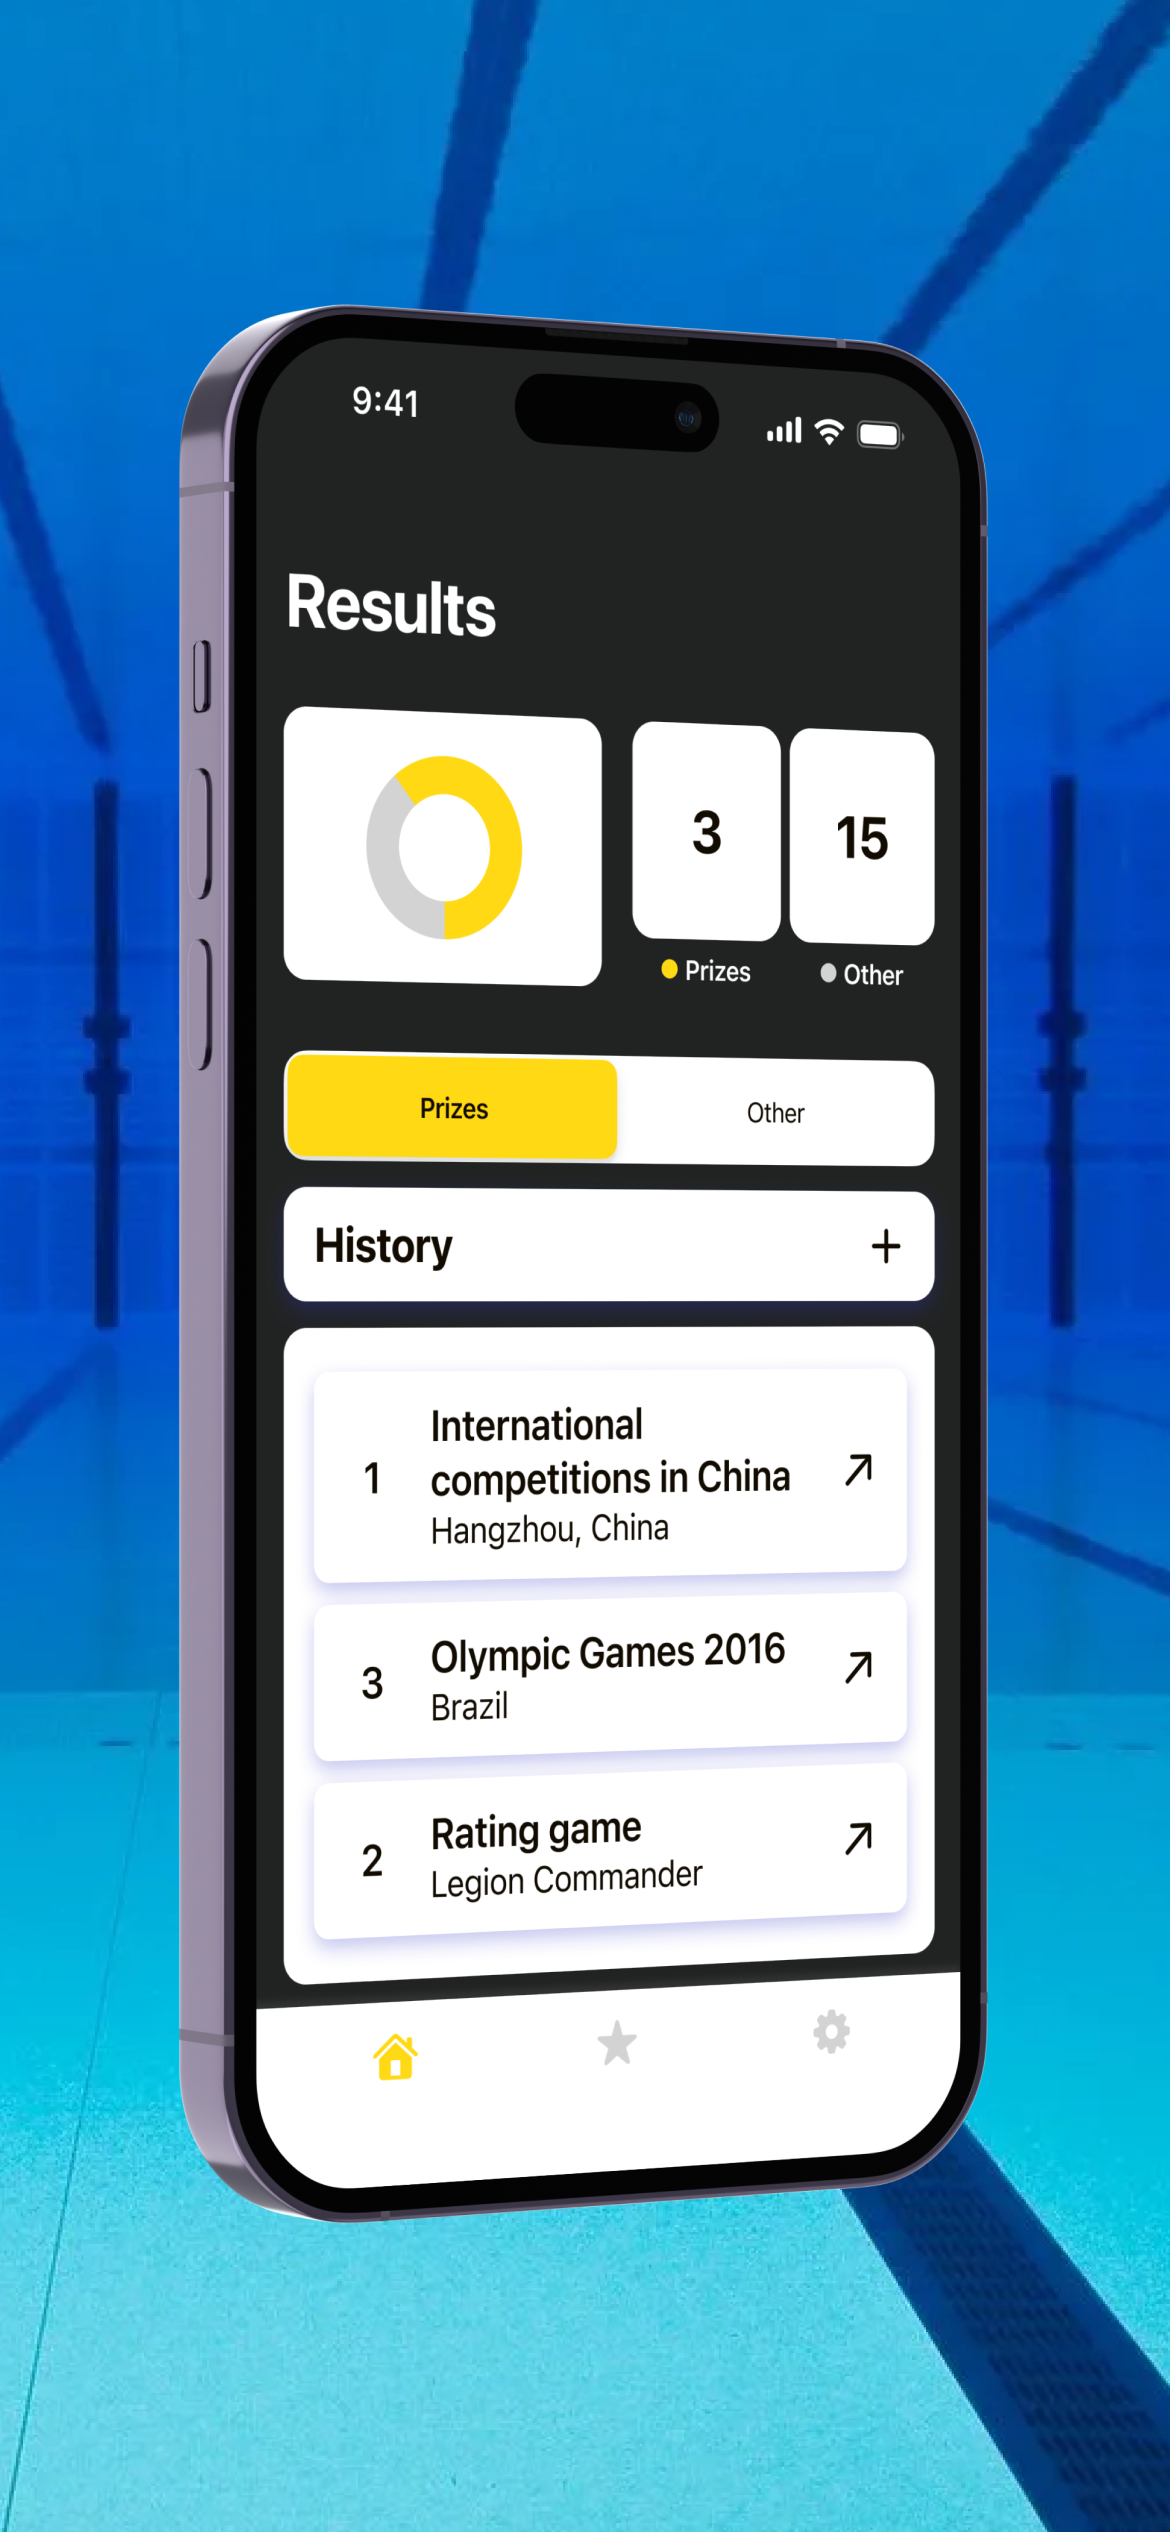 9:41
Results
3
15
Prizes
Other
Prizes
Other
History
1
International
competitions in China
Hangzhou, China
3
Olympic Games 2016
Brazil
2
Rating game
Legion Commander